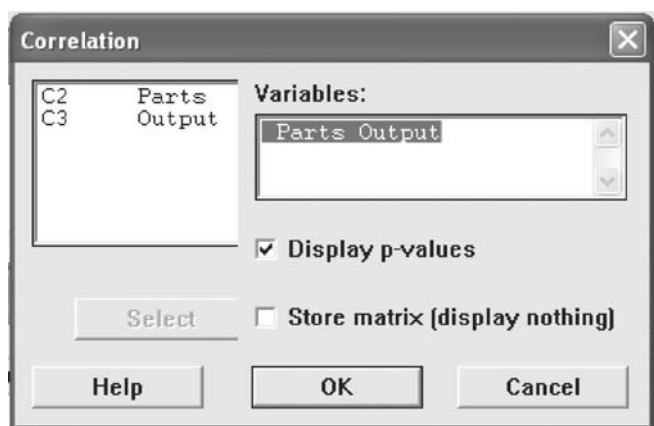 Correlation
C2 Parts
C3 Output
Variables:
Parts Output
Display p-values
Store matrix (display nothing)
Select
Help
OK
Cancel